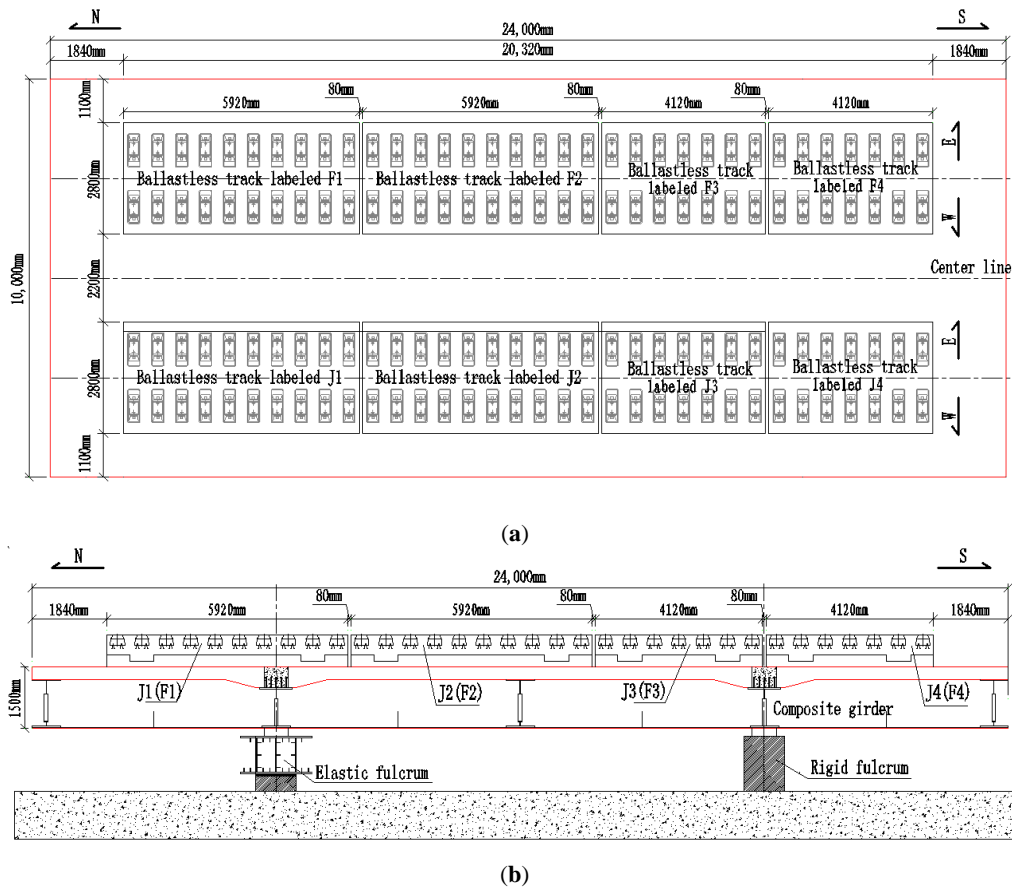 N
S
24,000mm
1840mm
20,320mm
1840mm
1100mm
5920mm
80mm
5920mm
80mm
4120mm
80mm
4120mm
E
Ballastless track labeled F1
Ballastless track labeled F2
Ballastless track
labeled F3
Ballastless track
labeled F4
2800mm
W
10,000mm
2200mm
Center line
E
Ballastless track labeled J1
Ballastless track labeled J2
Ballastless track
labeled J3
Ballastless track
labeled J4
2800mm
W
1100mm
(a)
N
S
24,000mm
1840mm
5920mm
80mm
5920mm
80mm
4120mm
80mm
4120mm
1840mm
1500mm
J1(F1)
J2(F2)
J3(F3)
J4(F4)
Composite girder
Elastic fulcrum
Rigid fulcrum
(b)